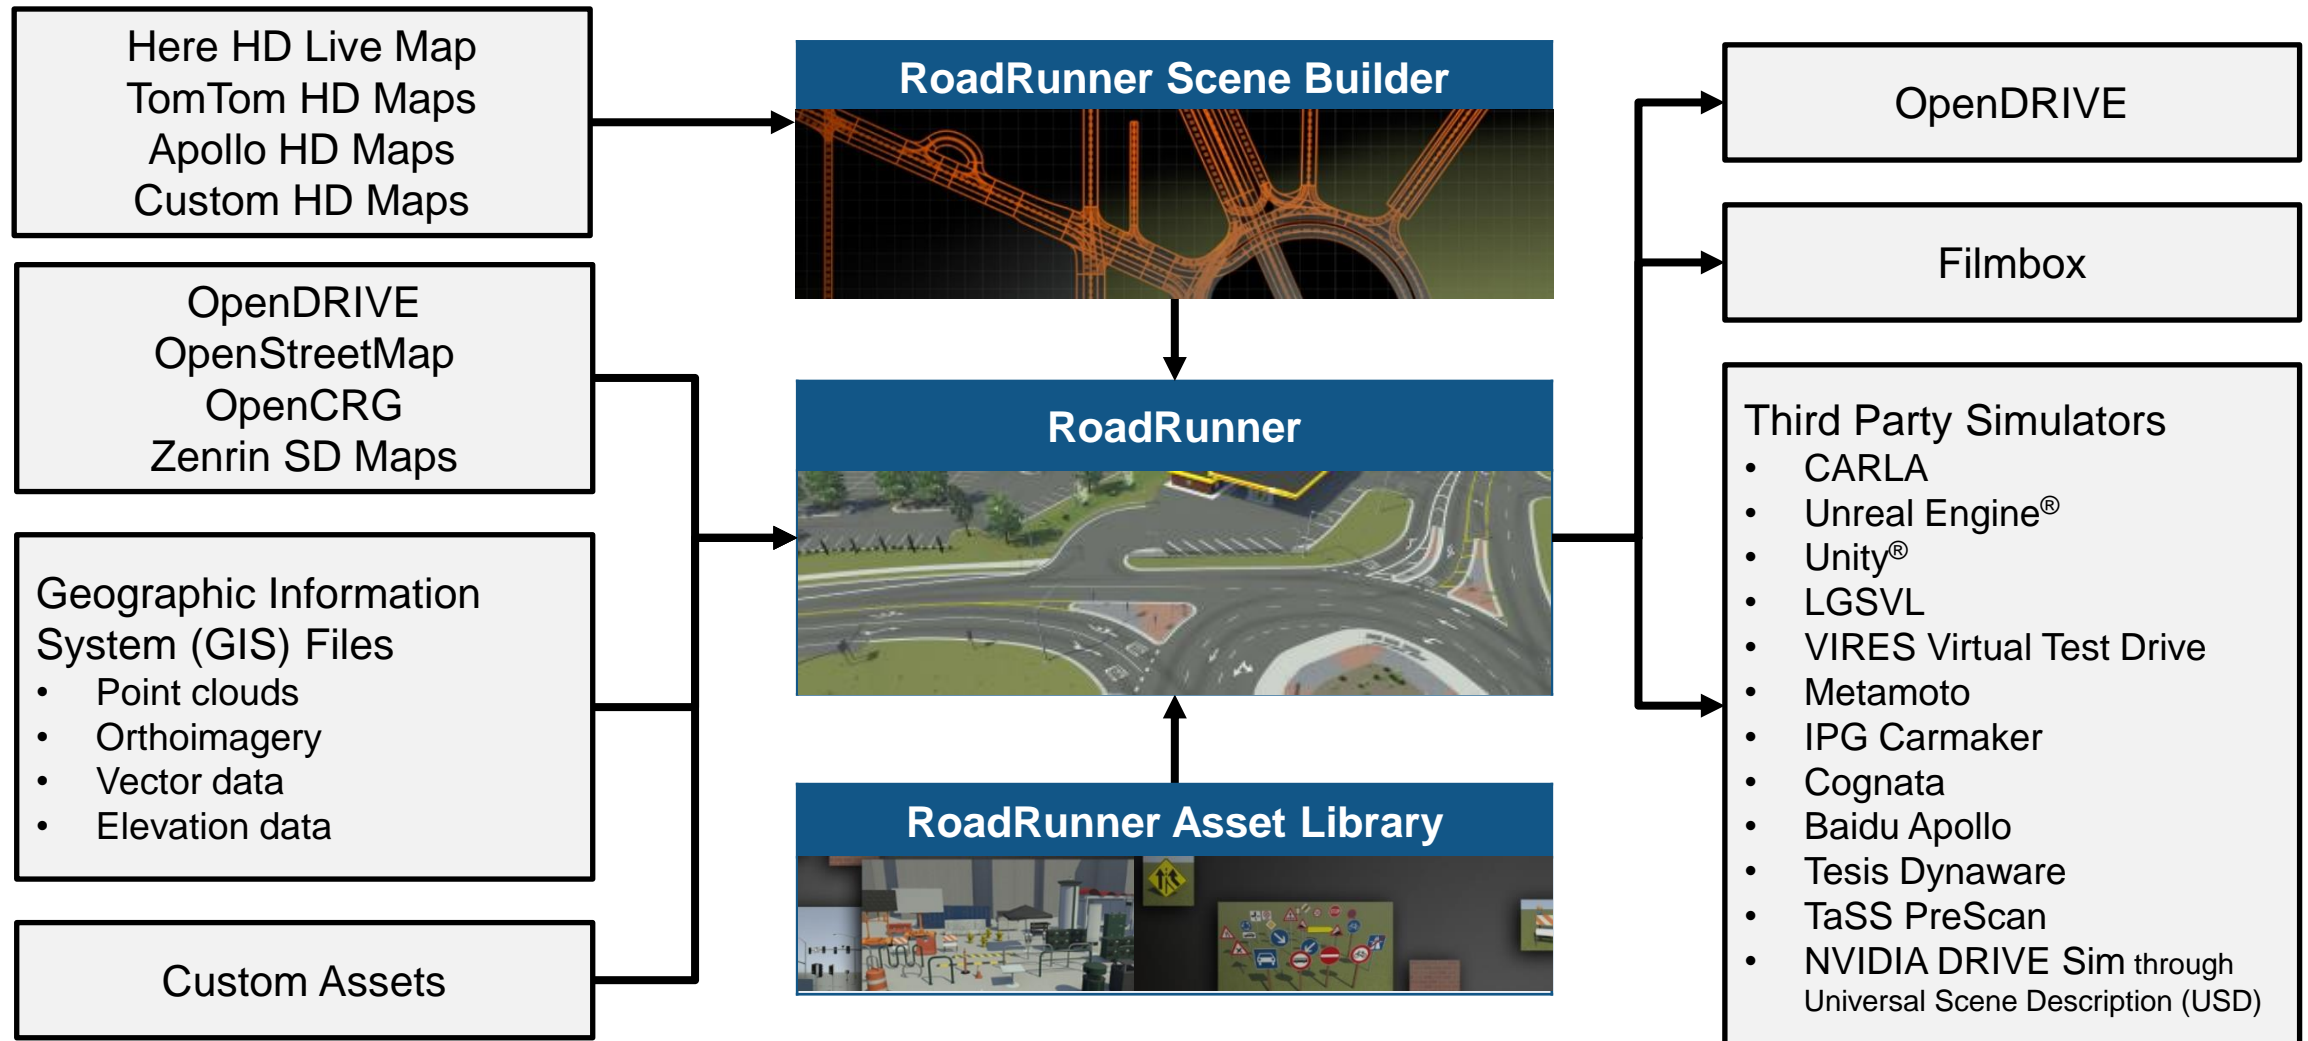 Here HD Live Map
TomTom HD Maps
Apollo HD Maps
Custom HD Maps
OpenDRIVE
OpenStreetMap
OpenCRG
Zenrin SD Maps
Geographic Information
System (GIS) Files
• Point clouds
• Orthoimagery
• Vector data
• Elevation data
Custom Assets
RoadRunner Scene Builder
RoadRunner
RoadRunner Asset Library
OpenDRIVE
Filmbox
Third Party Simulators
• CARLA
• Unreal Engine®
• Unity®
• LGSVL
• VIRES Virtual Test Drive
• Metamoto
• IPG Carmaker
• Cognata
• Baidu Apollo
• Tesis Dynaware
• TaSS PreScan
• NVIDIA DRIVE Sim through
Universal Scene Description (USD)